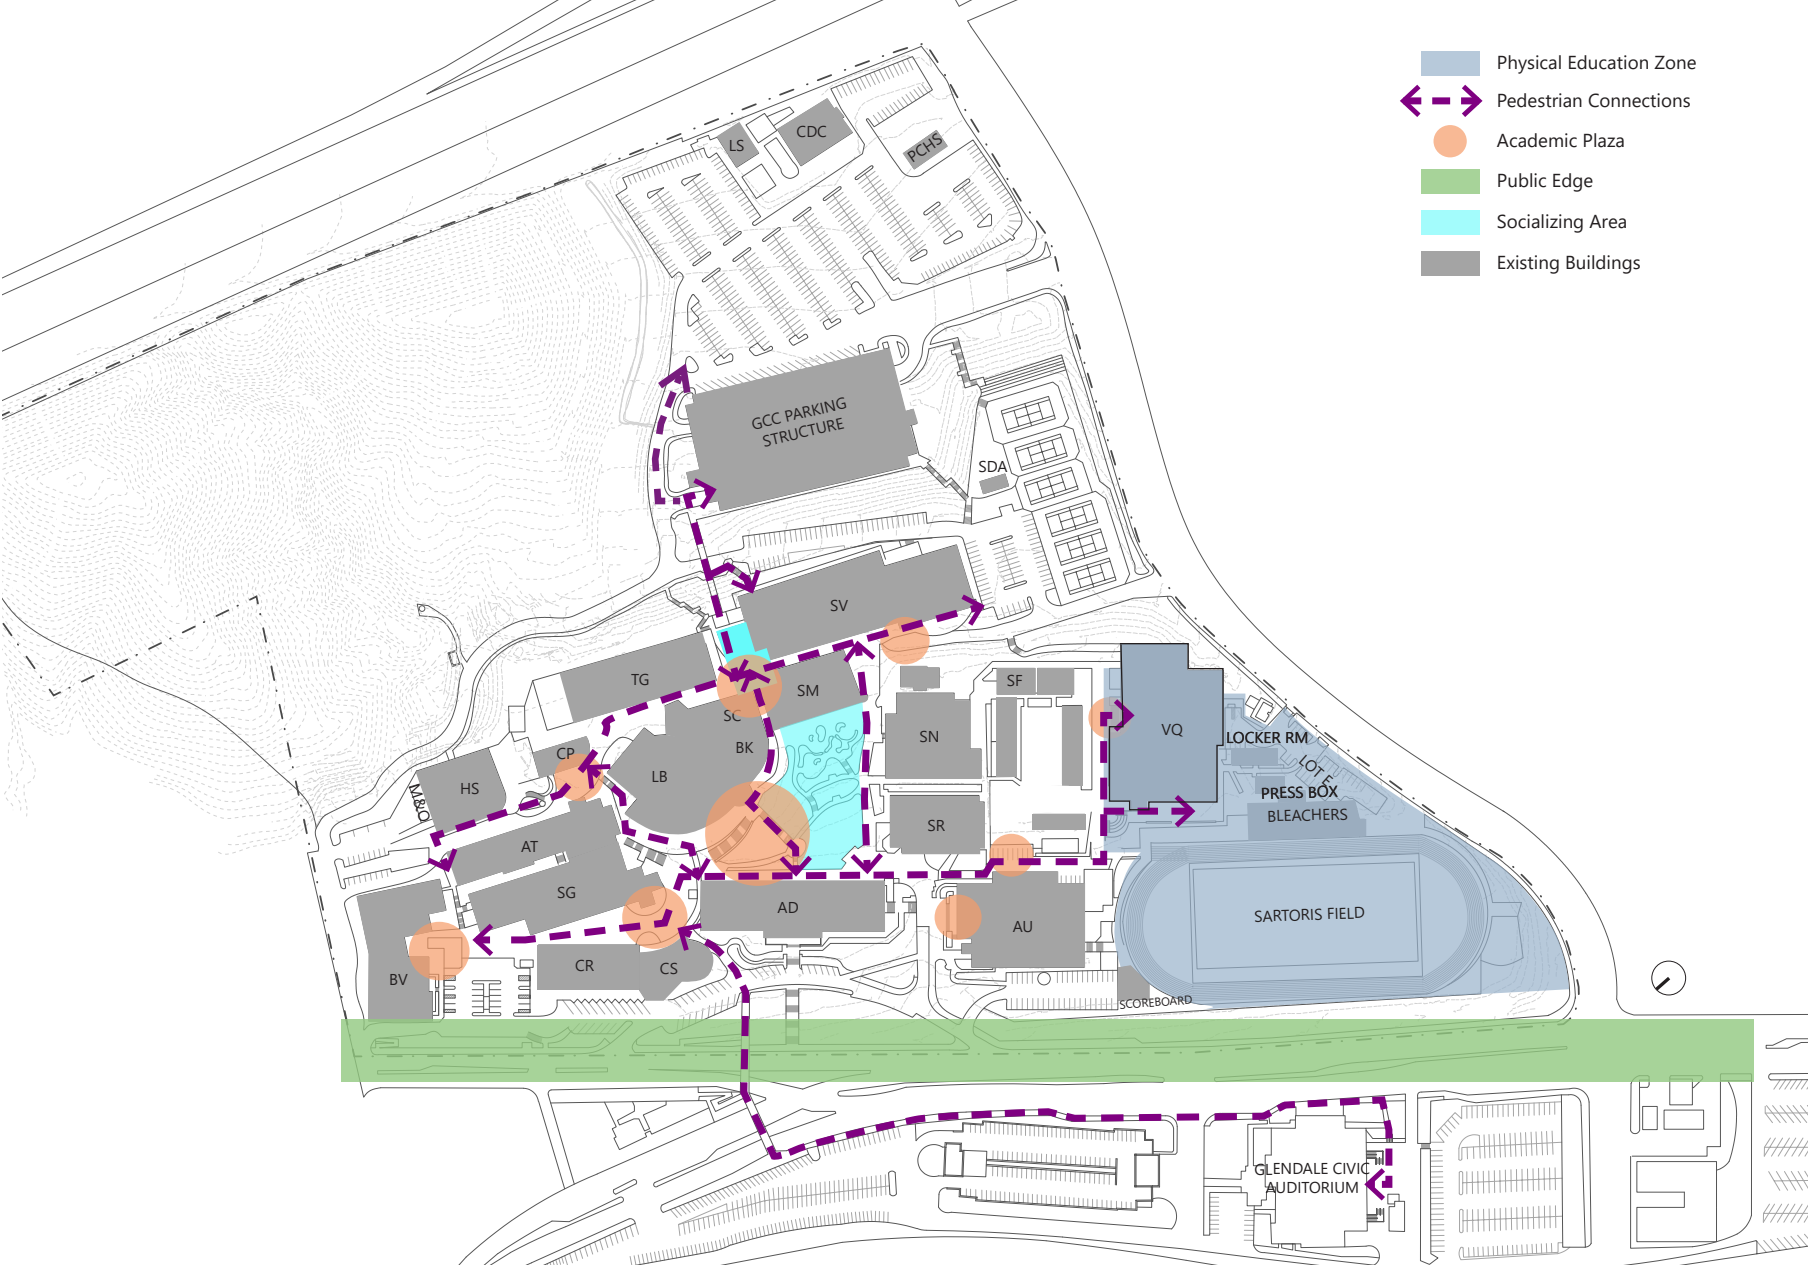 Physical Education Zone
Pedestrian Connections
Academic Plaza
Public Edge
Socializing Area
Existing Buildings
CDC
LS
PCHS
GCC PARKING
STRUCTURE
SDA
SV
TG
SM
SF
SC
VQ
SN
BK
LOCKER RM
CP
LB
LOT E
HS
M&O
PRESS BOX
BLEACHERS
SR
AT
SG
AD
SARTORIS FIELD
AU
CR
CS
BV
SCOREBOARD
GLENDALE CIVIC
AUDITORIUM